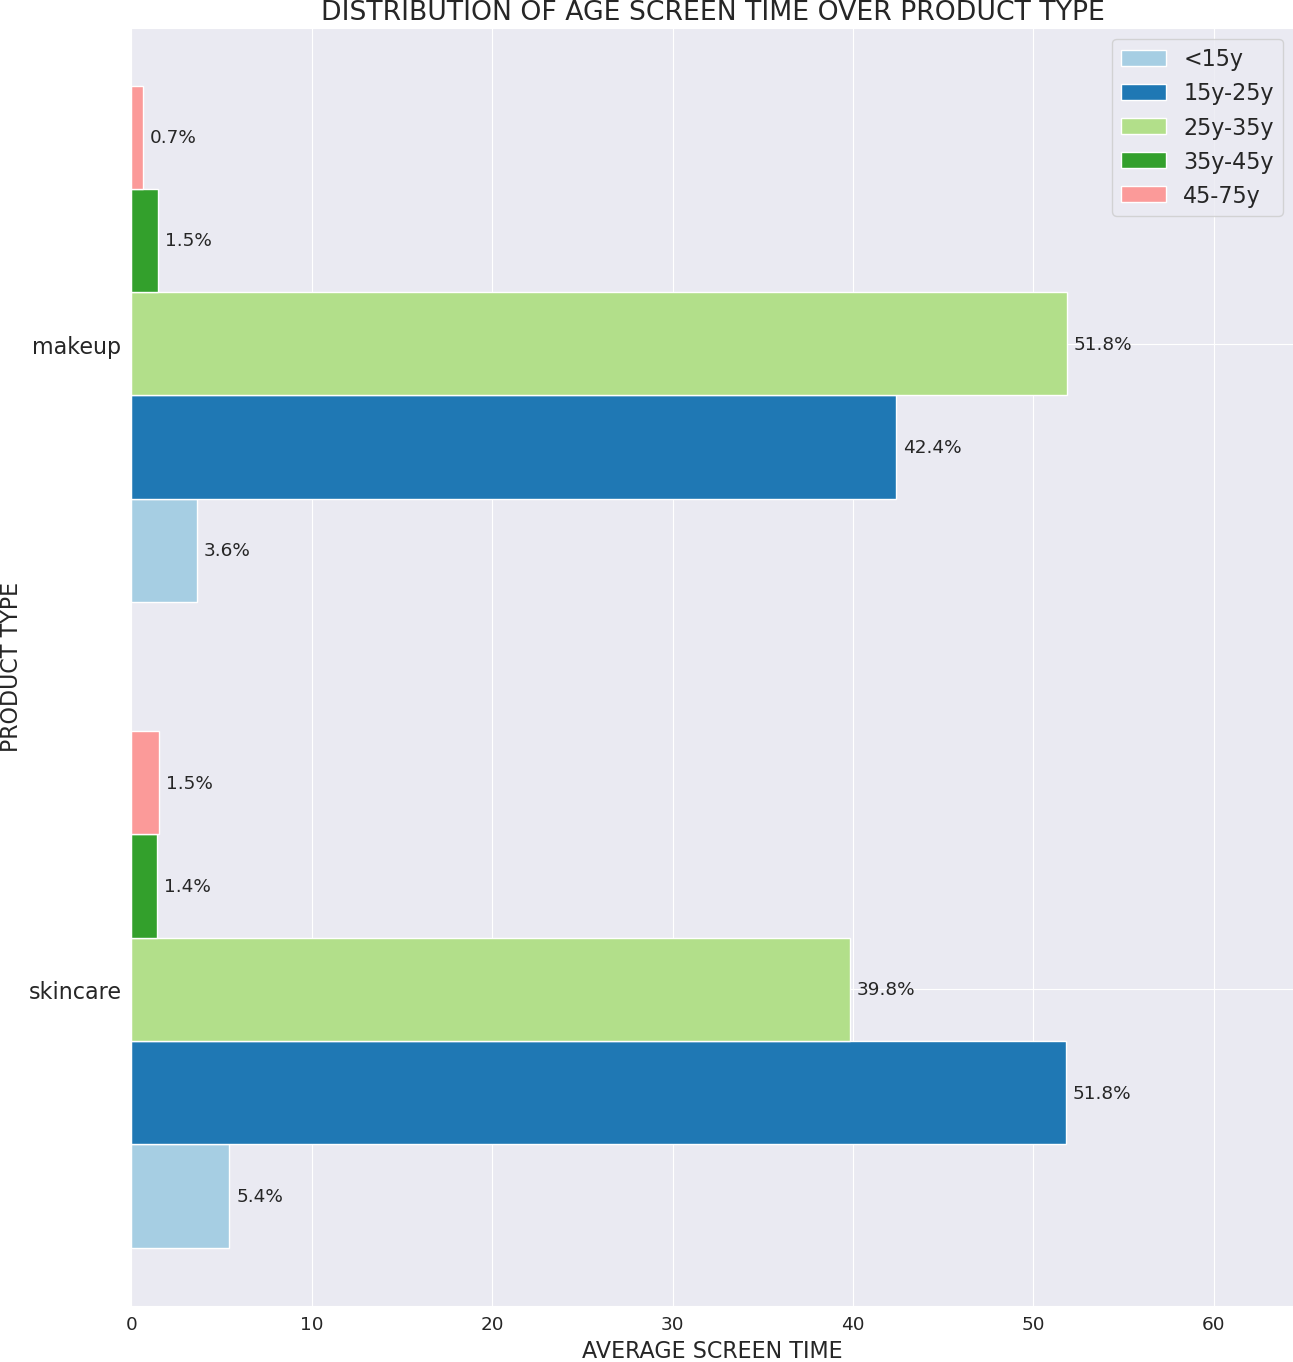 DISTRIBUTION OF AGE SCREEN TIME OVER PRODUCT TYPE
<15y
15y-25y
25y-35y
35y-45y
45-75y
0.7%
1.5%
makeup
51.8%
42.4%
3.6%
PRODUCT TYPE
1.5%
1.4%
skincare
39.8%
51.8%
5.4%
0 10 20 30 40 50 60
AVERAGE SCREEN TIME